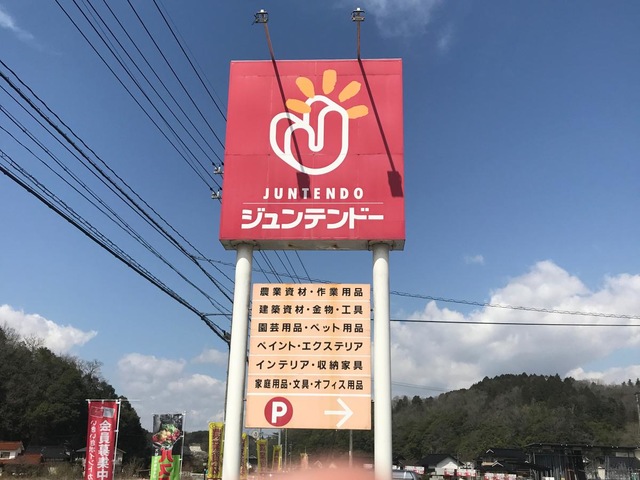 JUNTENDO
ジュンテンドー
農業資材・作業用品
建築資材・金物・工具
園芸用品・ペット用品
ペイント・エクステリア
インテリア・収納家具
家庭用品・文具・オフィス用品
P →
会員募集中